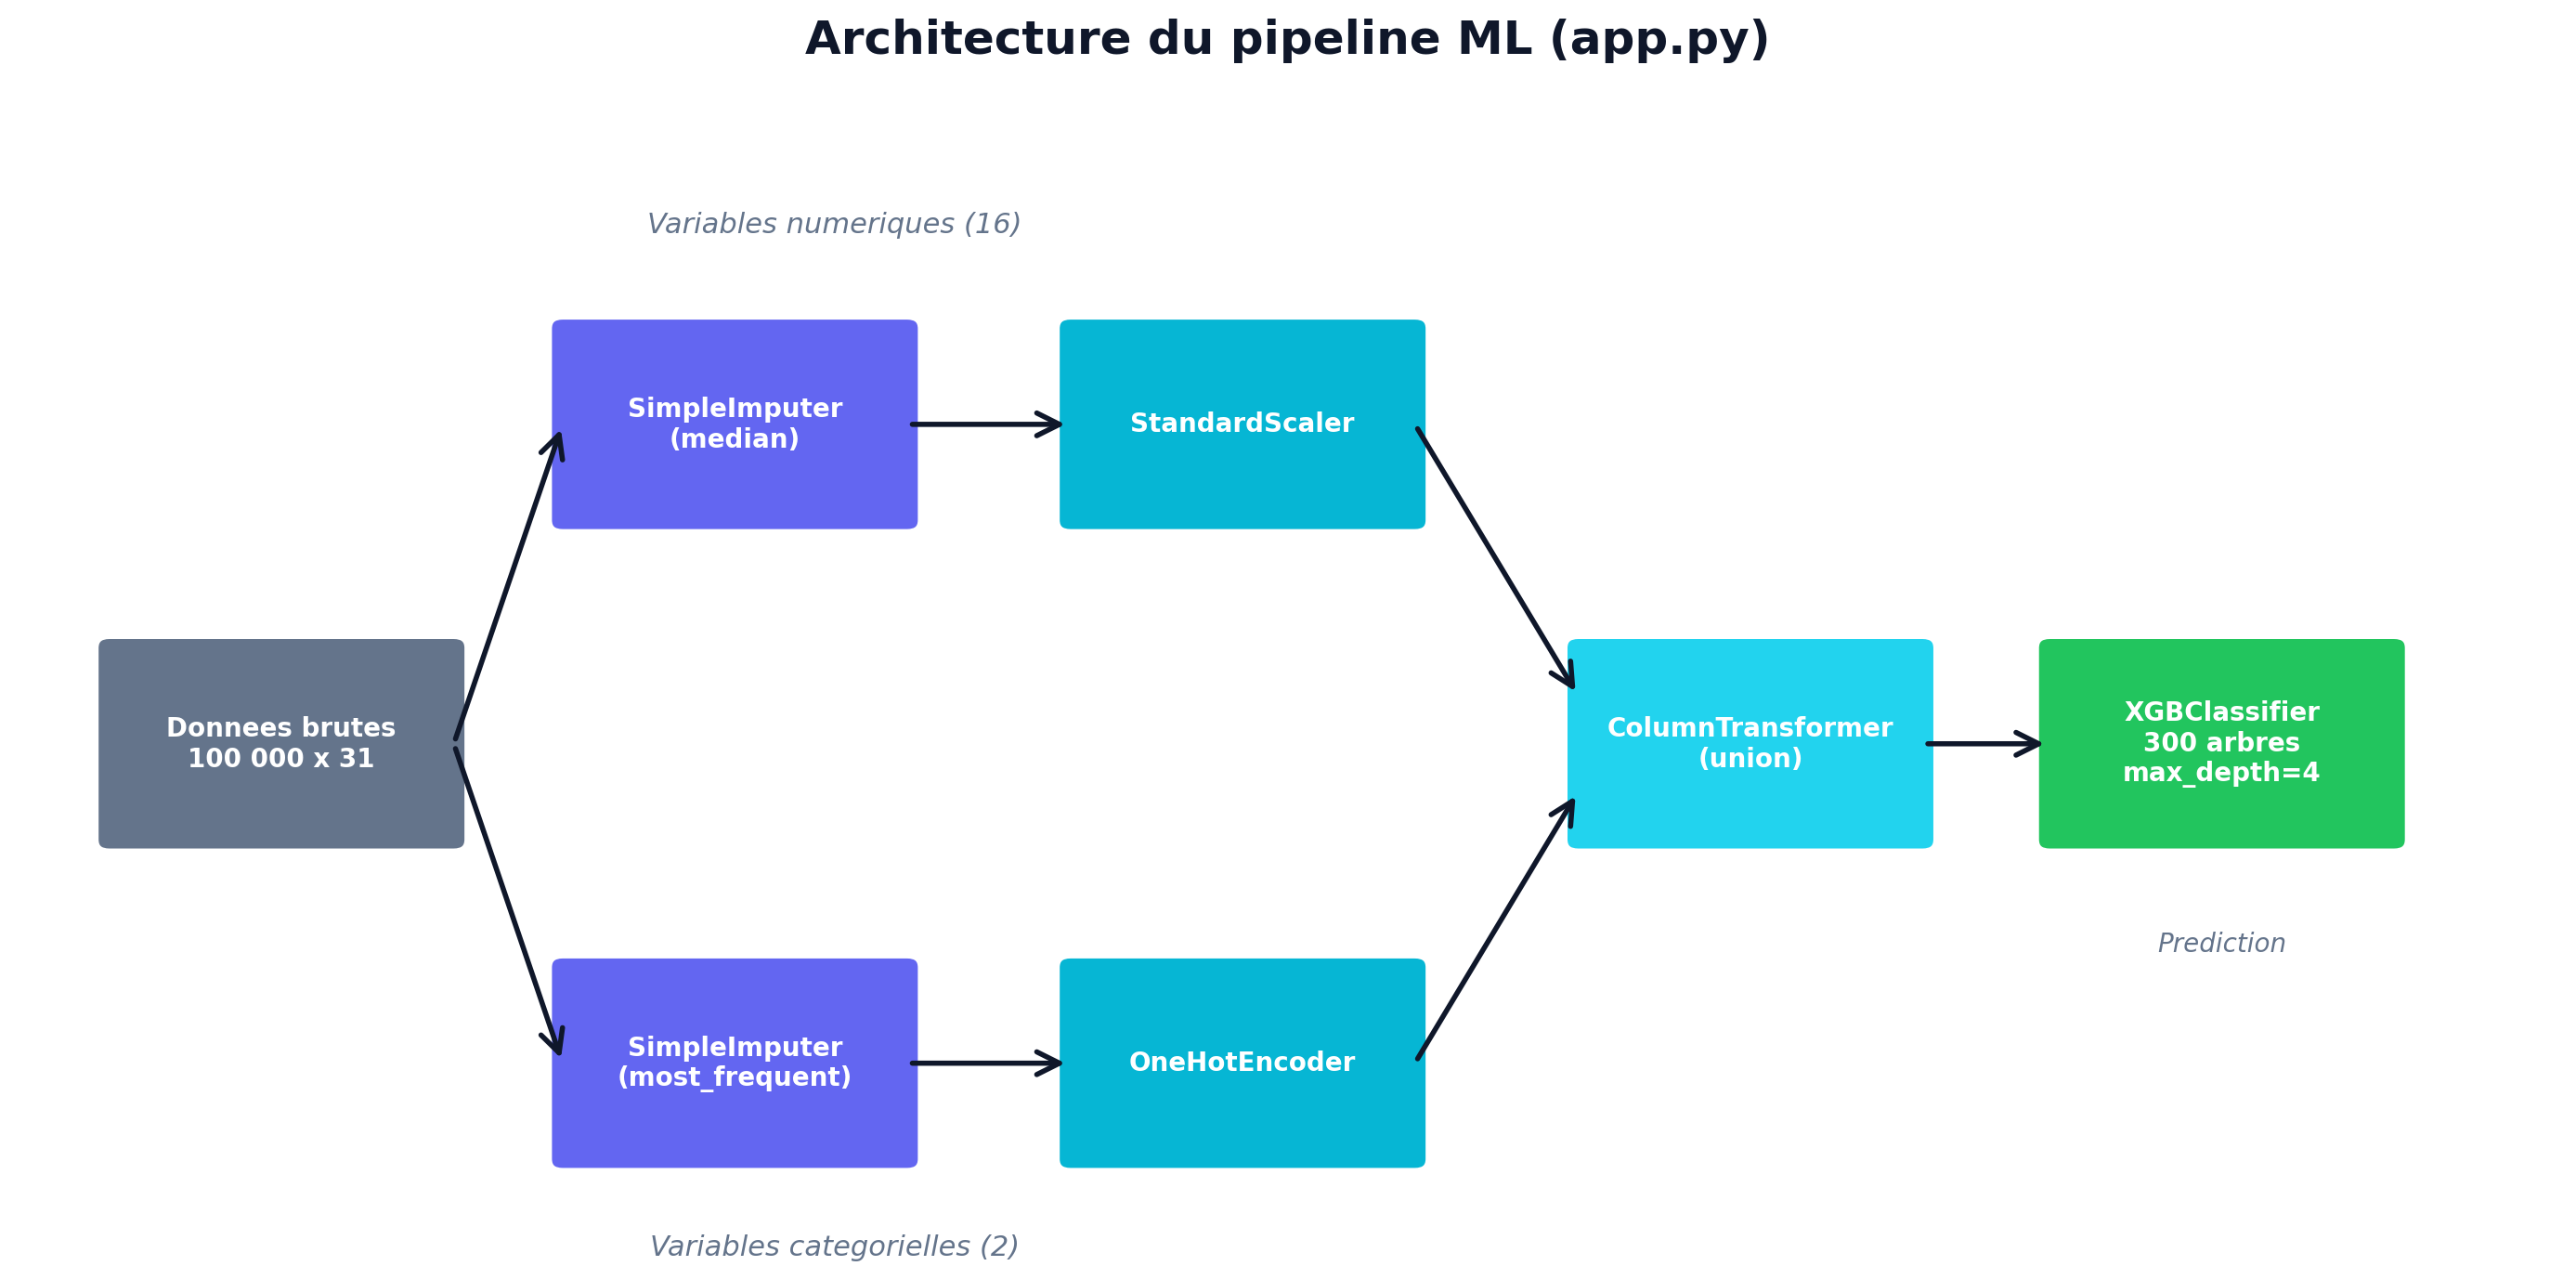 Architecture du pipeline ML (app.py)
Variables numeriques (16)
SimpleImputer
(median)
StandardScaler
Donnees brutes
100 000 x 31
ColumnTransformer
(union)
XGBClassifier
300 arbres
max_depth=4
Prediction
SimpleImputer
(most_frequent)
OneHotEncoder
Variables categorielles (2)